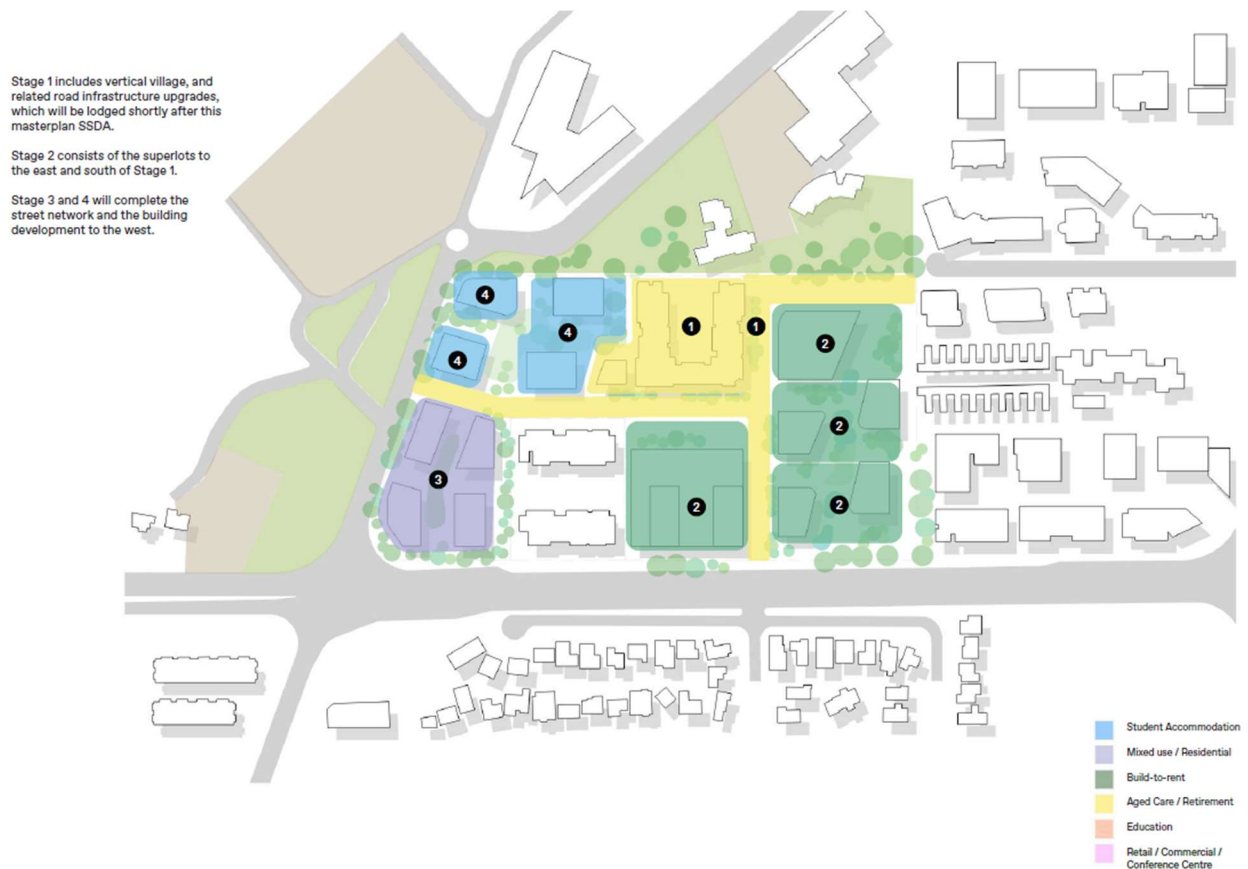 Stage 1 includes vertical village, and
related road infrastructure upgrades,
which will be lodged shortly after this
masterplan SSDA.
Stage 2 consists of the superlots to
the east and south of Stage 1.
Stage 3 and 4 will complete the
street network and the building
development to the west.
4
4
1
1
2
4
2
3
2
2
Student Accommodation
Mixed use / Residential
Build-to-rent
Aged Care / Retirement
Education
Retail / Commercial /
Conference Centre